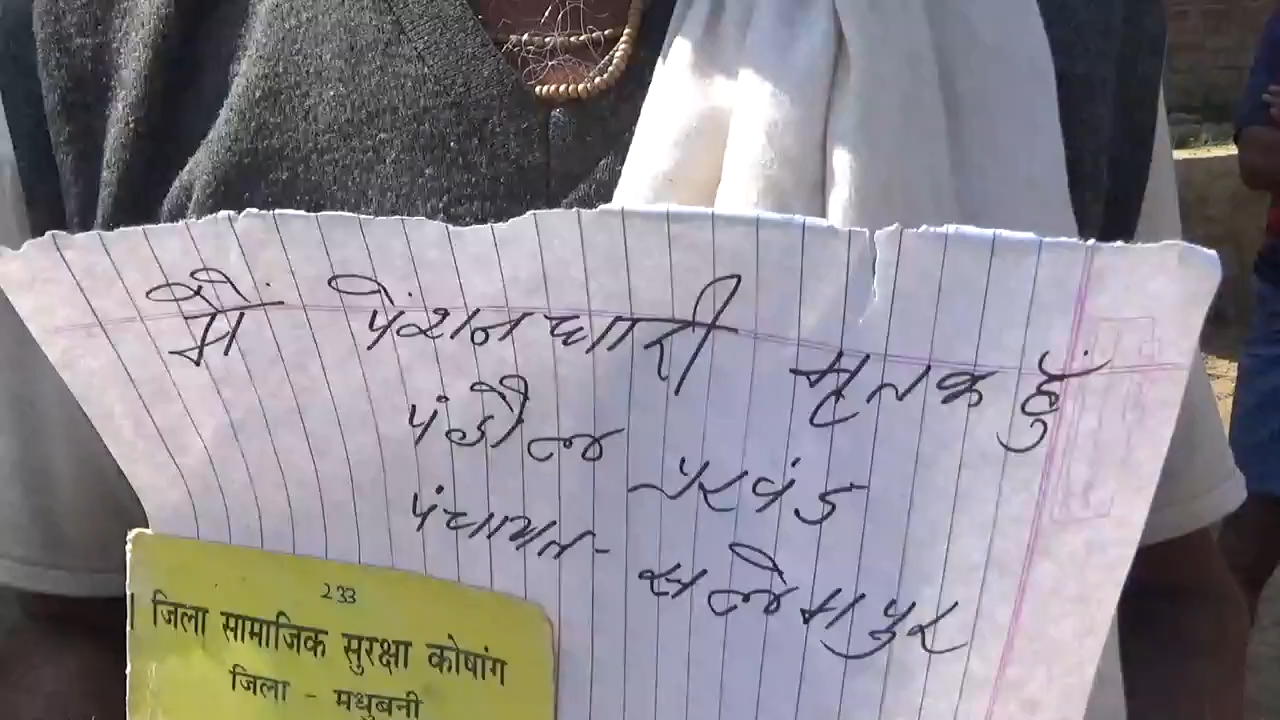 मैं पेंशनधारी मृतक हूँ
पंडौल प्रखंड
पंचायत- सलेमपुर
233
जिला सामाजिक सुरक्षा कोषांग
जिला - मधुबनी